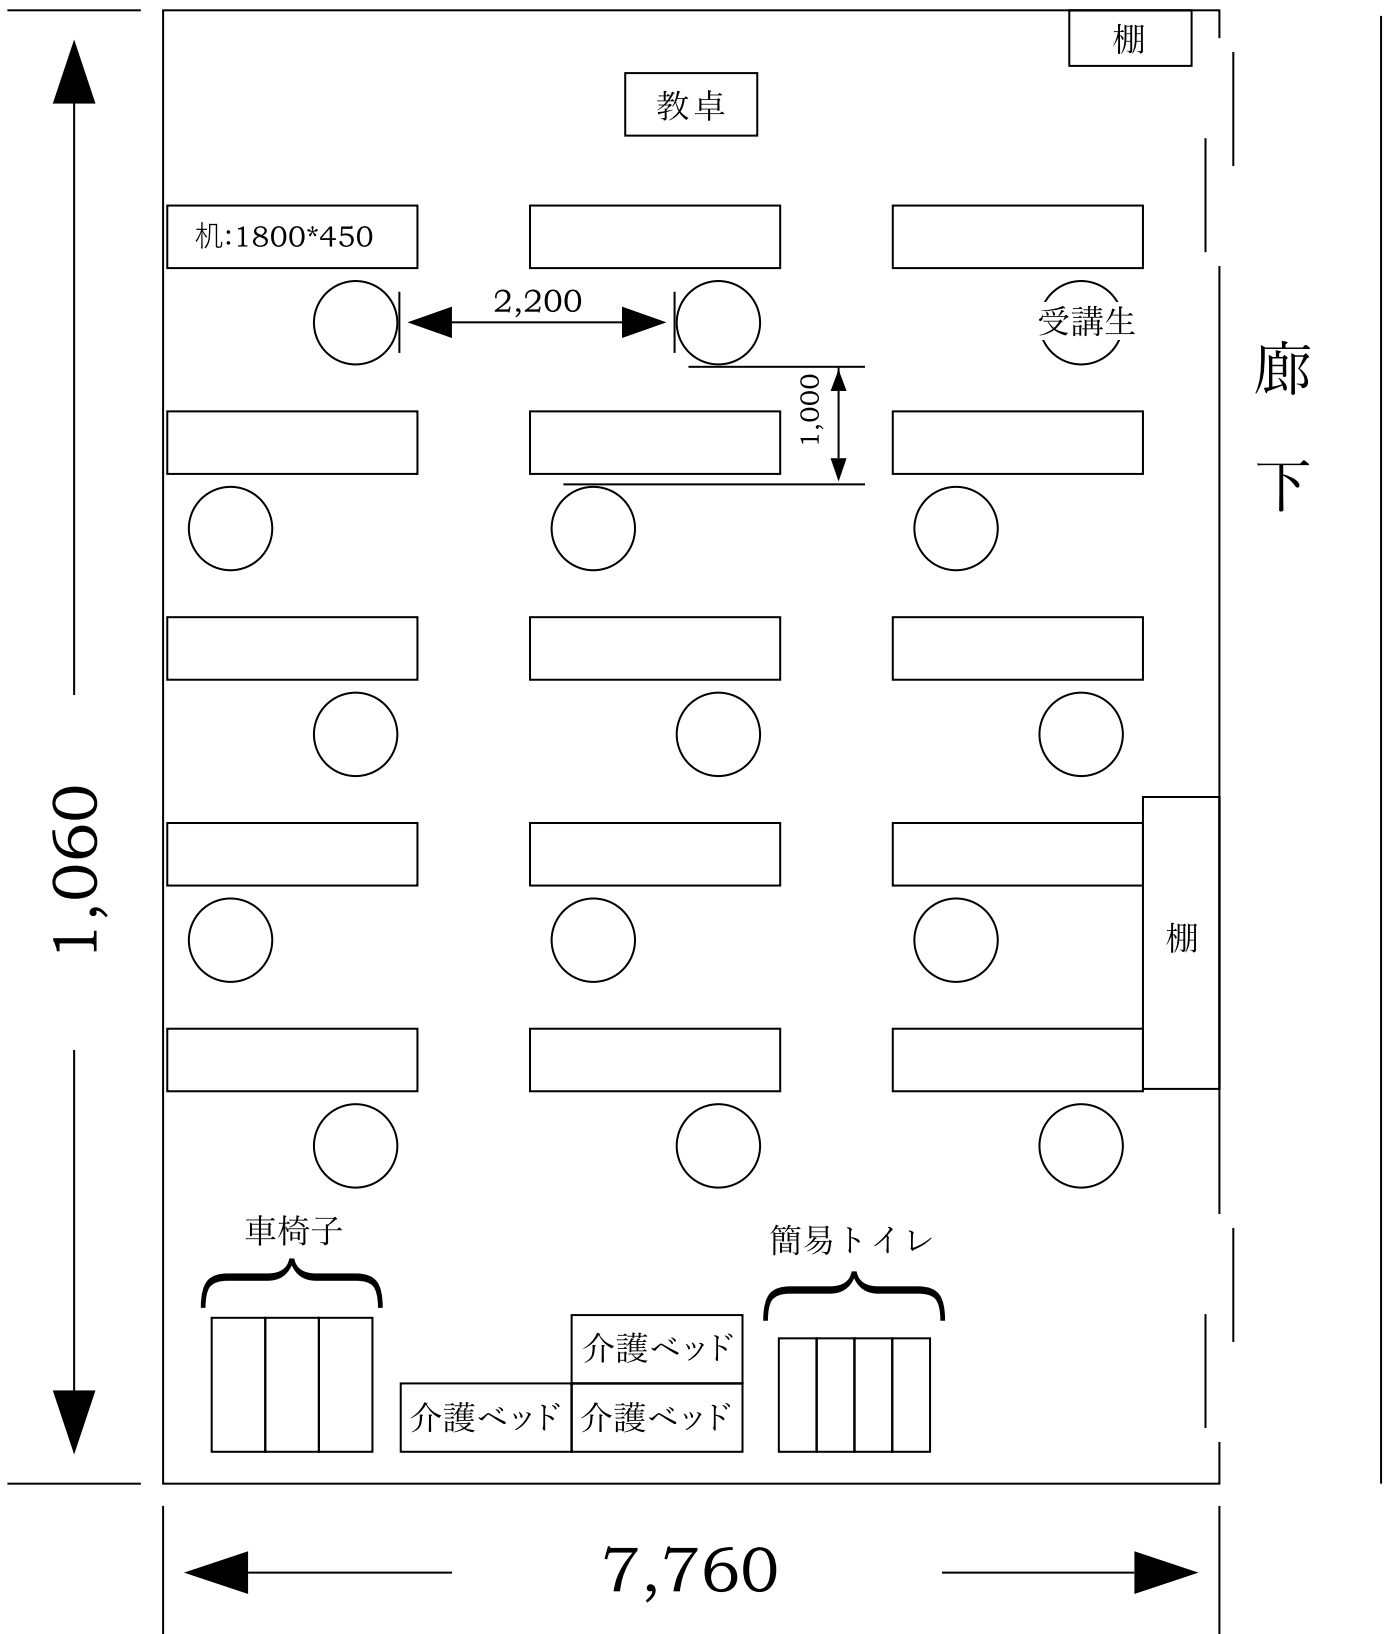 棚
教卓
机:1800*450
2,200
受講生
1,000
廊下
1,060
棚
車椅子
簡易トイレ
介護ベッド
介護ベッド
介護ベッド
7,760